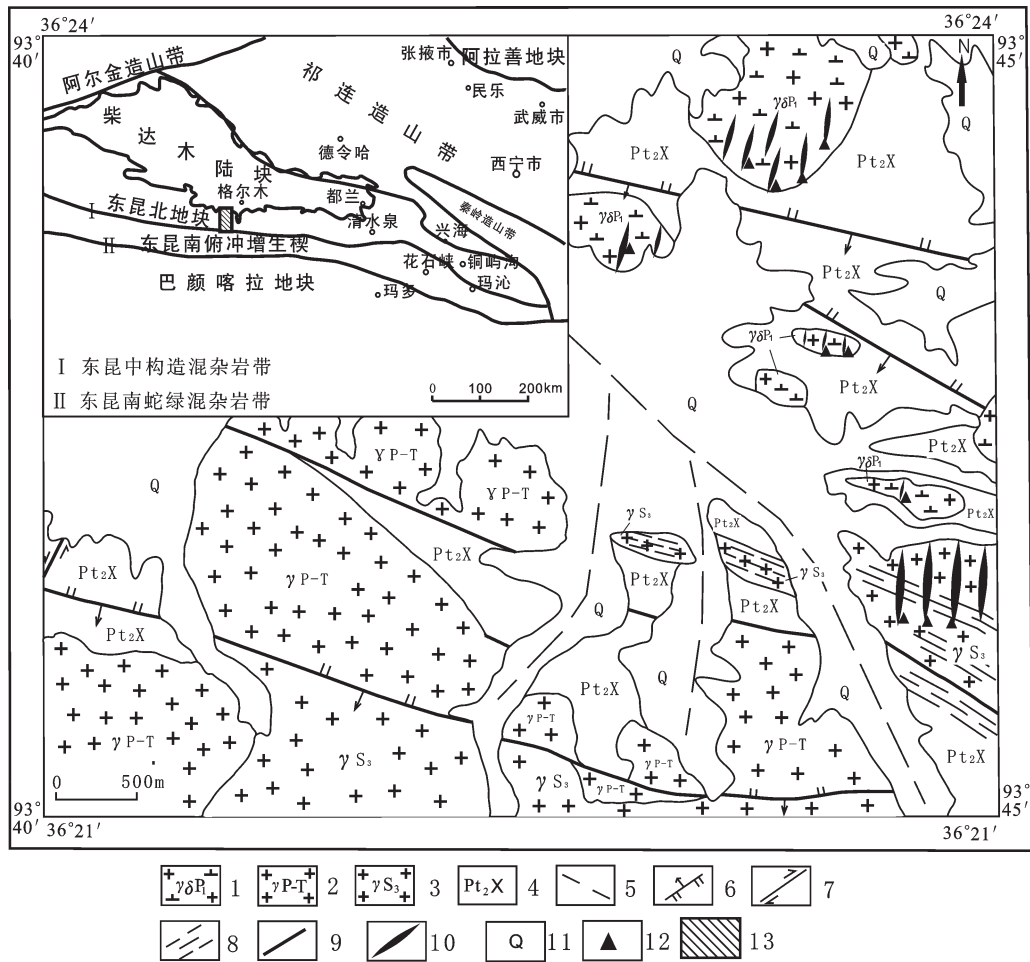 36°24′ 36°24′
93° 40′
93° 45′
阿尔金造山带
张掖市 阿拉善地块
祁连造山带
民乐
武威市
柴达木陆块
德令哈
西宁市
格尔木
都兰
秦岭造山带
I 东昆北地块
清水泉
兴海
II 东昆南俯冲增生楔
花石峡 铜峪沟
巴颜喀拉地块
玛多
玛沁
I 东昆中构造混杂岩带
II 东昆南蛇绿混杂岩带
0 100 200km
N
Q Q
γδP₁
Q
Pt₂X Pt₂X
γδP₁
Pt₂X
Q
γδP₁
Pt₂X
Q
Pt₂X
γδP₁
Pt₂X
γP-T
γP-T
Q
Pt₂X
γS₃
Pt₂X
Pt₂X
γP-T
Pt₂X
γS₃
Pt₂X
Q
Pt₂X
γS₃
Pt₂X
Q
Q
γP-T
γP-T
γP-T
γP-T
γS₃
γS₃
γP-T
Pt₂X
0 500m
93° 40′
93° 45′
36°21′ 36°21′
γδP₁ 1 γP-T 2 γS₃ 3 Pt₂X 4 5 6 7
8 9 10 Q 11 12 13